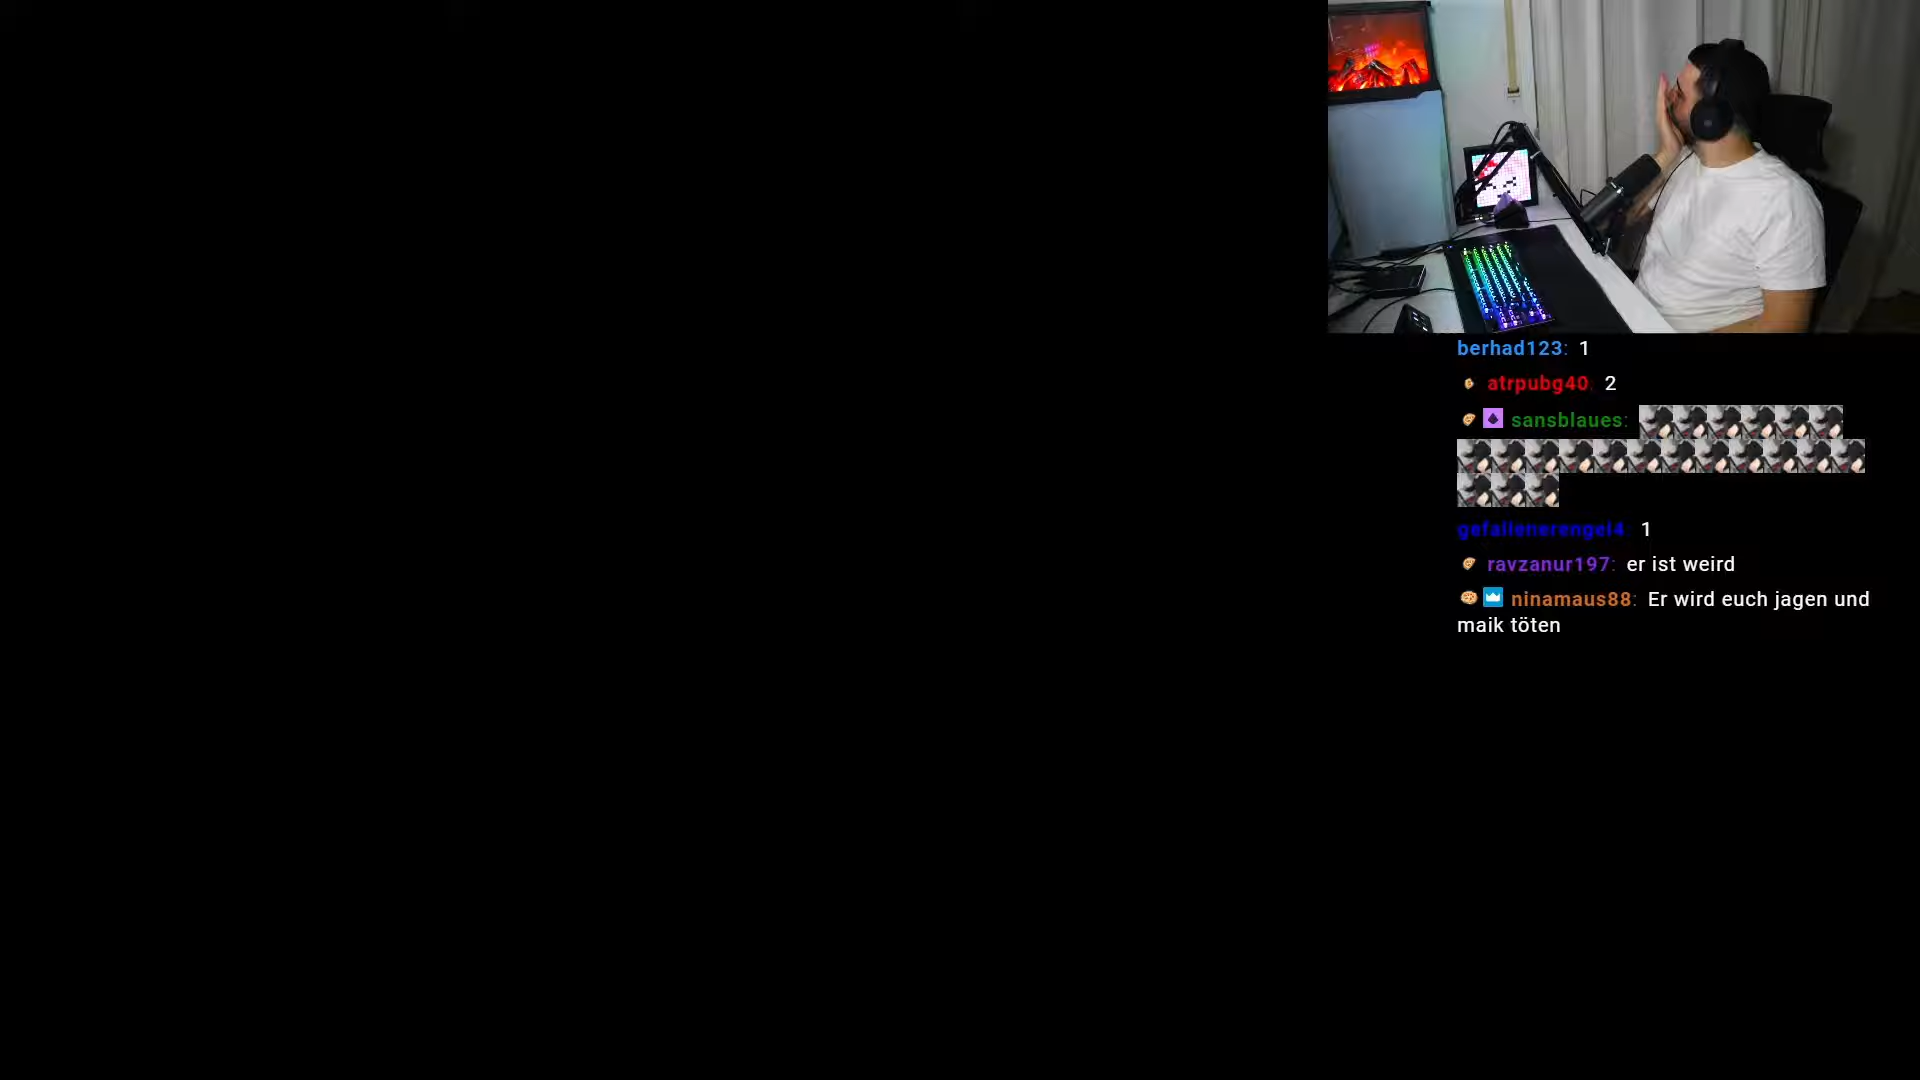 berhad123: 1
atrpubg40: 2
sansblaues:
gefallenerengel4: 1
ravzanur197: er ist weird
ninamaus88: Er wird euch jagen und
maik töten